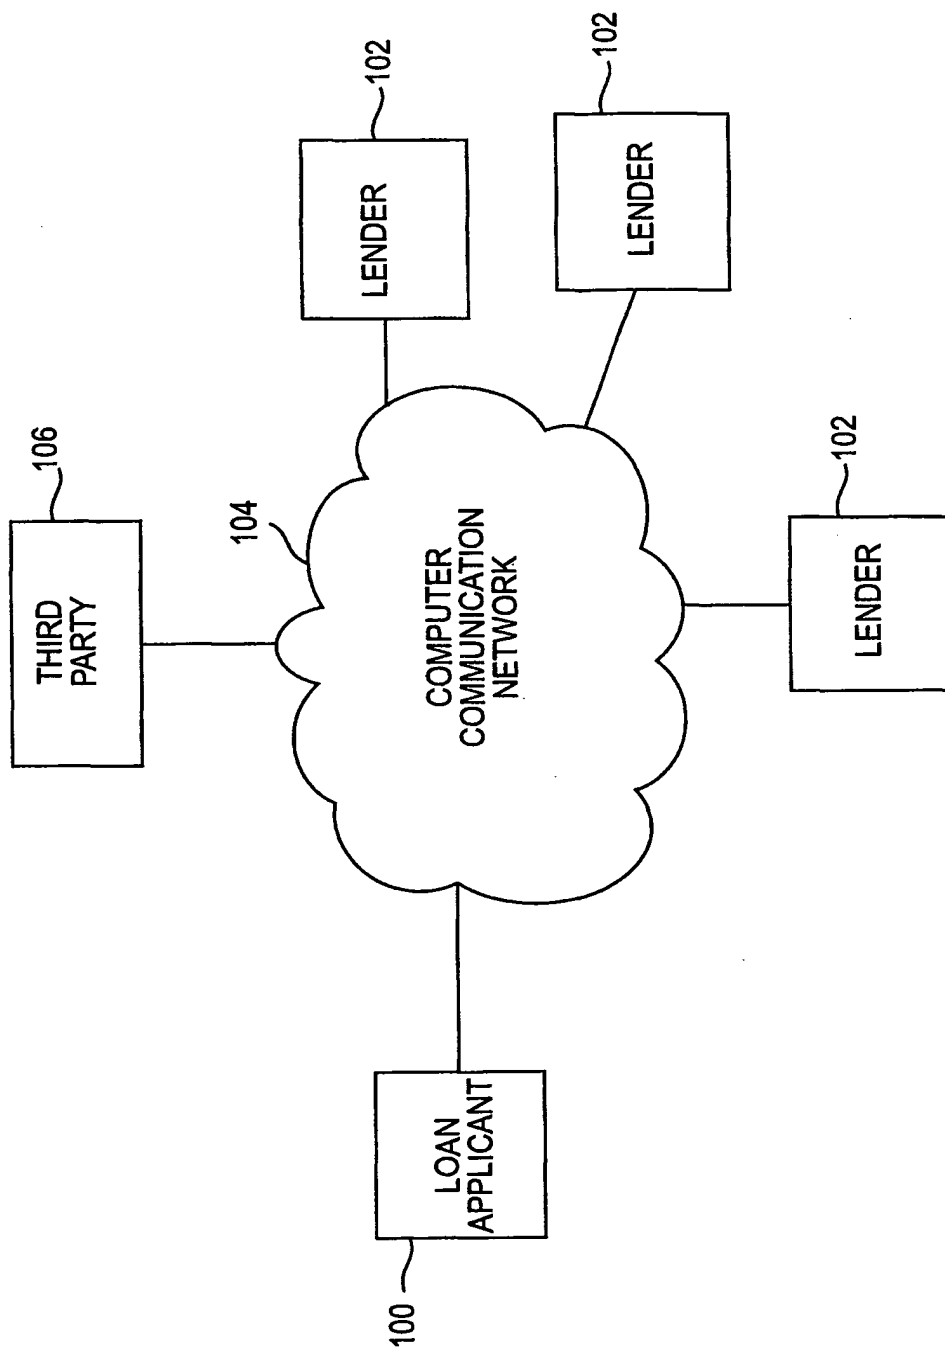 106
THIRD
PARTY
104
102
LENDER
102
LENDER
COMPUTER
COMMUNICATION
NETWORK
102
LENDER
LOAN
APPLICANT
100